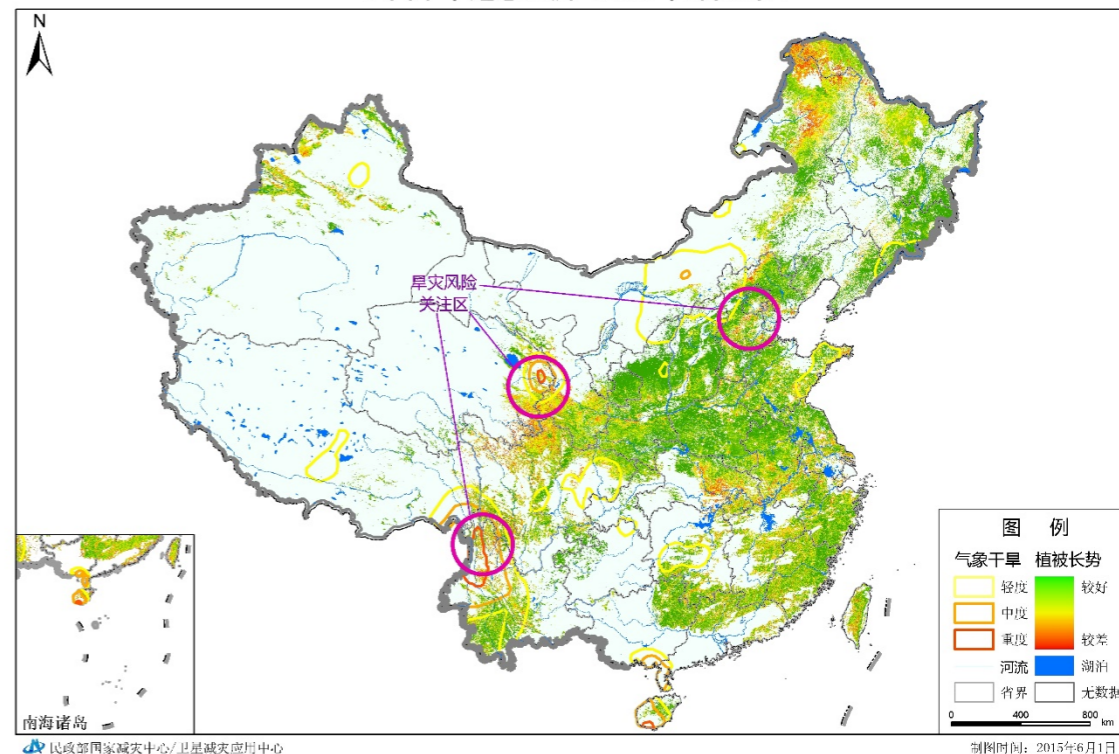 N
旱灾风险
关注区
南海诸岛
图 例
气象干旱 植被长势
轻度 较好
中度
重度 较差
河流 湖泊
省界 无数据
0 400 800
km
民政部国家减灾中心/卫星减灾应用中心
制图时间: 2015年6月1日